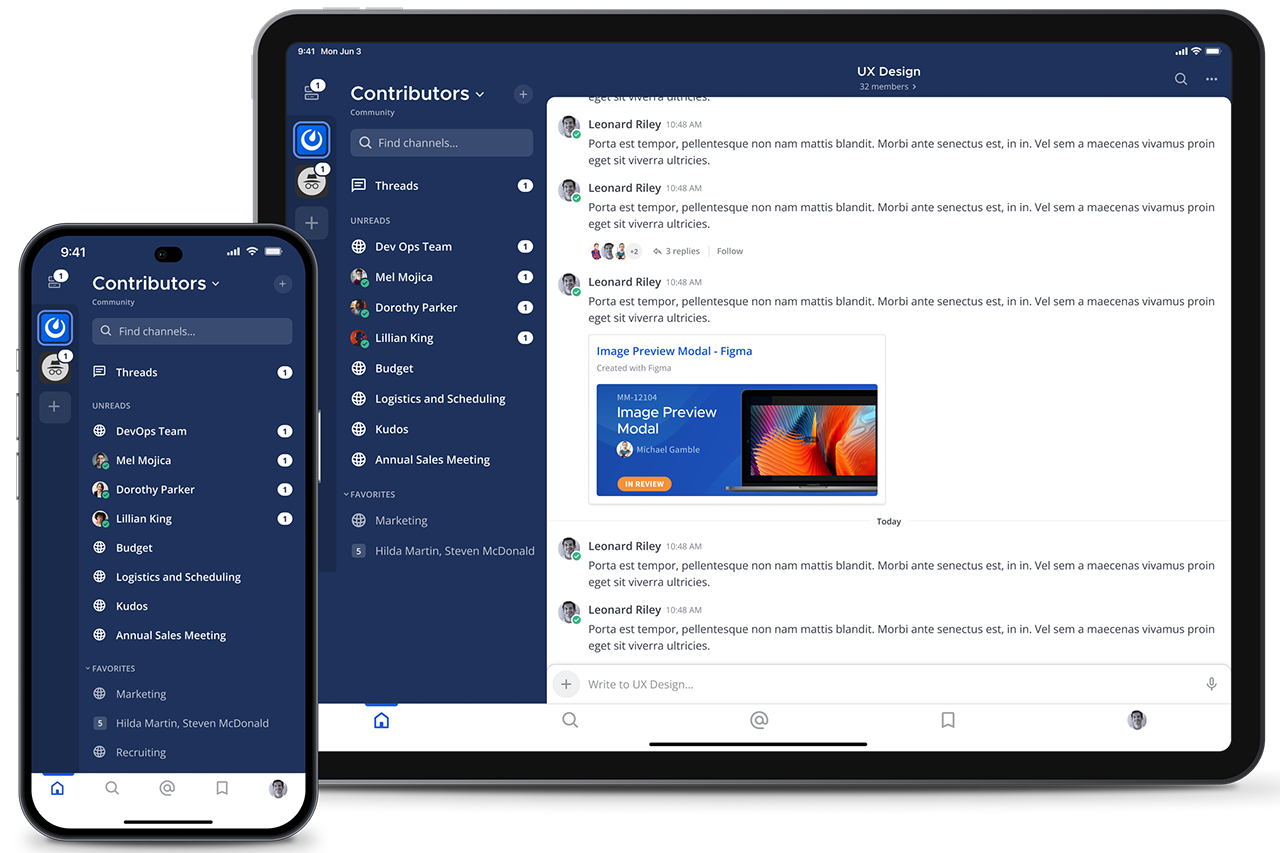 9:41 Mon Jun 3
1
Contributors
Community
Find channels...
1
Threads 1
UNREADS
Dev Ops Team 1
Mel Mojica 1
Dorothy Parker 1
Lillian King 1
Budget
Logistics and Scheduling
Kudos
Annual Sales Meeting
FAVORITES
Marketing
5 Hilda Martin, Steven McDonald
UX Design
32 members
eget sit viverra ultricies.
Leonard Riley 10:48 AM
Porta est tempor, pellentesque non nam mattis blandit. Morbi ante senectus est, in in. Vel sem a maecenas vivamus proin
eget sit viverra ultricies.
Leonard Riley 10:48 AM
Porta est tempor, pellentesque non nam mattis blandit. Morbi ante senectus est, in in. Vel sem a maecenas vivamus proin
eget sit viverra ultricies.
+2 3 replies Follow
Leonard Riley 10:48 AM
Porta est tempor, pellentesque non nam mattis blandit. Morbi ante senectus est, in in. Vel sem a maecenas vivamus proin
eget sit viverra ultricies.
Image Preview Modal - Figma
Created with Figma
MM-12104
Image Preview
Modal
Michael Gamble
IN REVIEW
Today
Leonard Riley 10:48 AM
Porta est tempor, pellentesque non nam mattis blandit. Morbi ante senectus est, in in. Vel sem a maecenas vivamus proin
eget sit viverra ultricies.
Leonard Riley 10:48 AM
Porta est tempor, pellentesque non nam mattis blandit. Morbi ante senectus est, in in. Vel sem a maecenas vivamus proin
eget sit viverra ultricies.
Write to UX Design...
9:41
1
Contributors
Community
Find channels...
1
Threads 1
UNREADS
DevOps Team 1
Mel Mojica 1
Dorothy Parker 1
Lillian King 1
Budget
Logistics and Scheduling
Kudos
Annual Sales Meeting
FAVORITES
Marketing
5 Hilda Martin, Steven McDonald
Recruiting